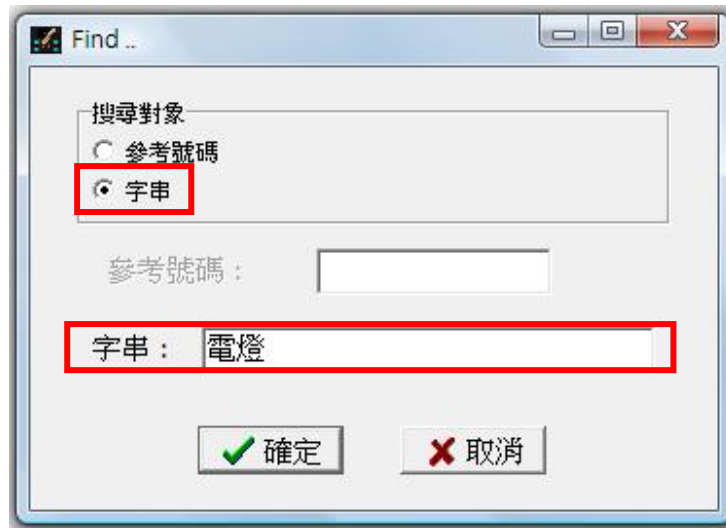 Find ..
搜尋對象
參考號碼
字串
參考號碼：
字串： 電燈
確定 取消